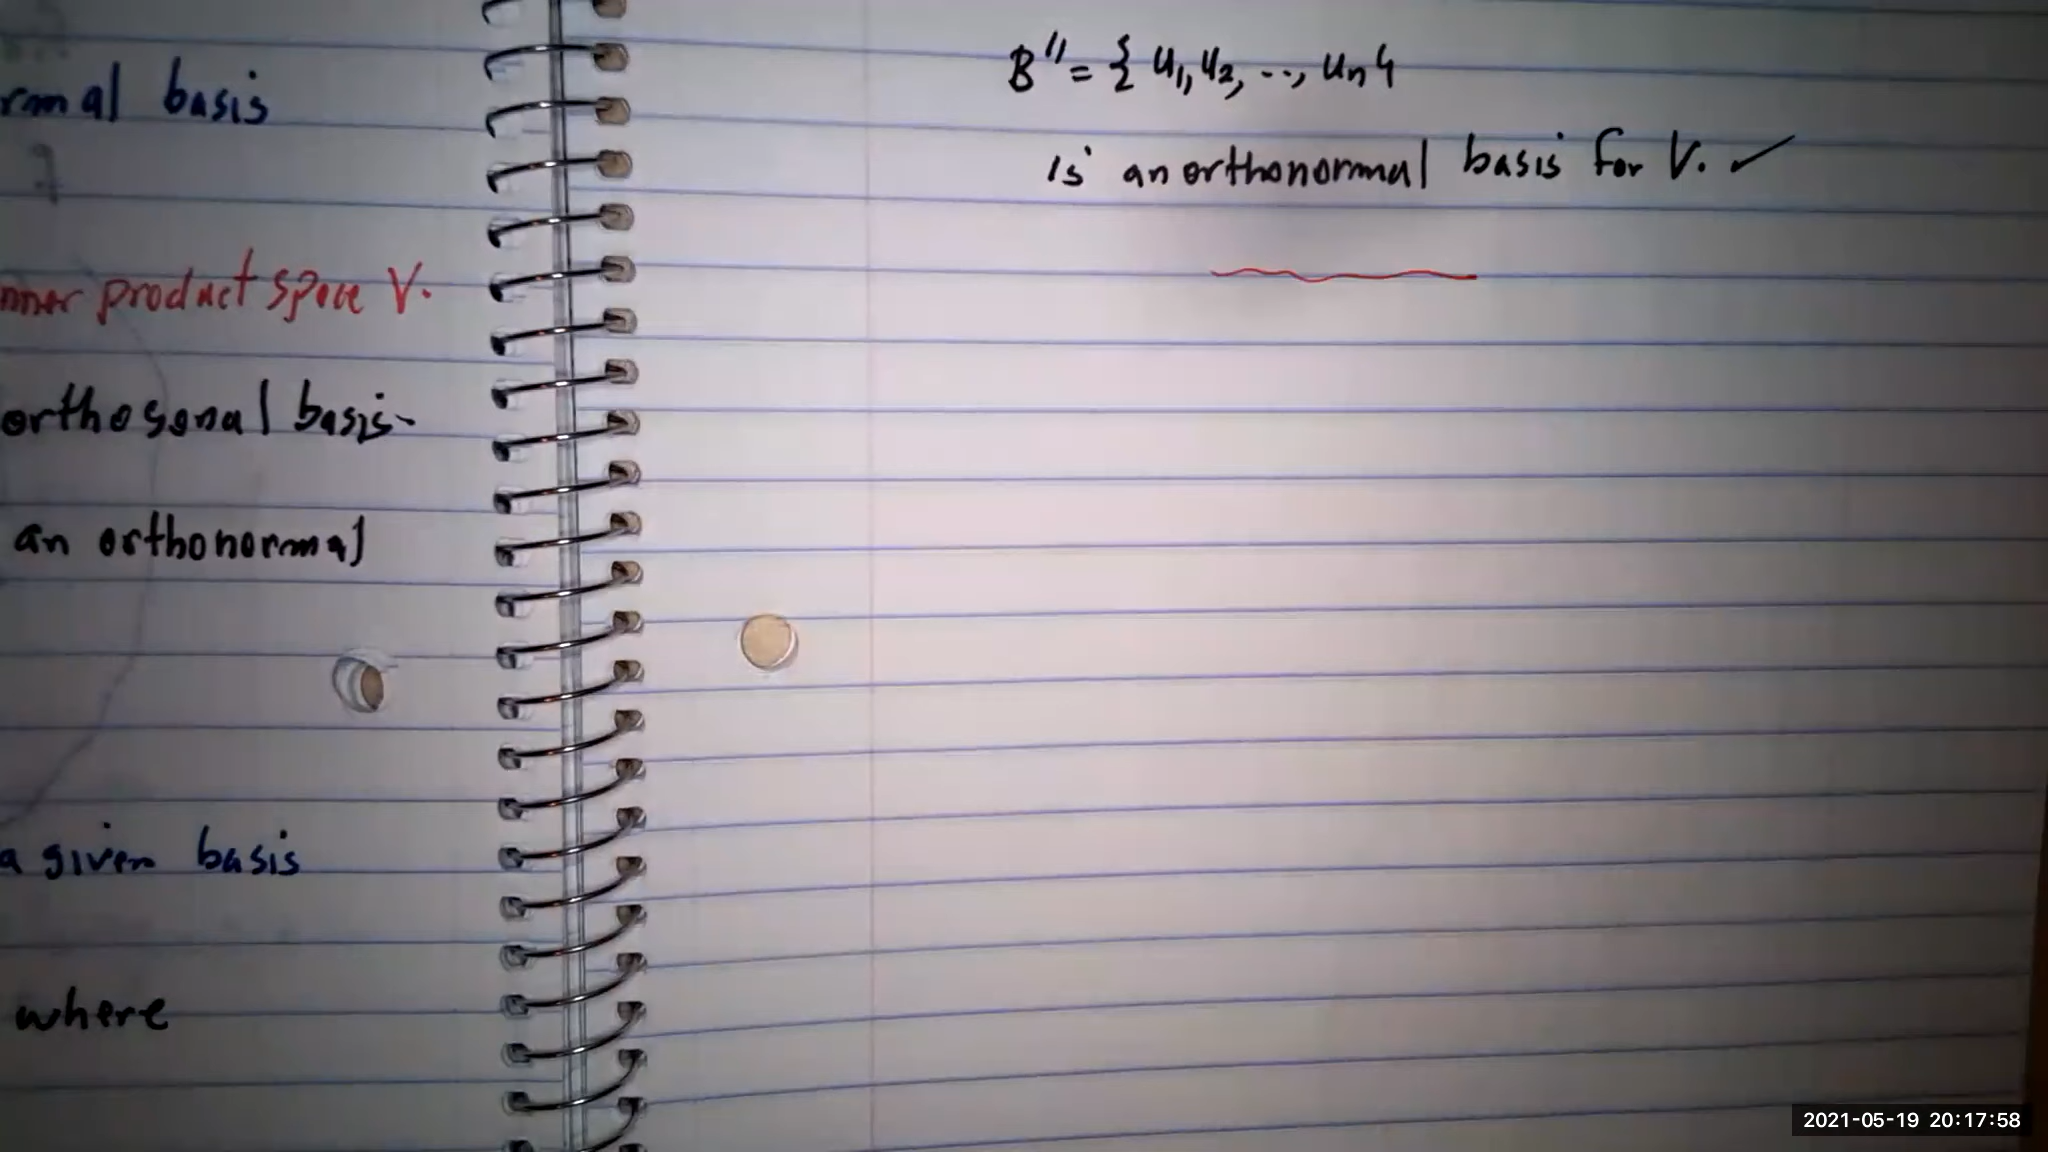 rmal basis
?
nner product space V.
orthogonal basis-
an orthonormal
a given basis
where
B'' = { u1, u2, ..., un }
is an orthonormal basis for V. ✓
2021-05-19 20:17:58